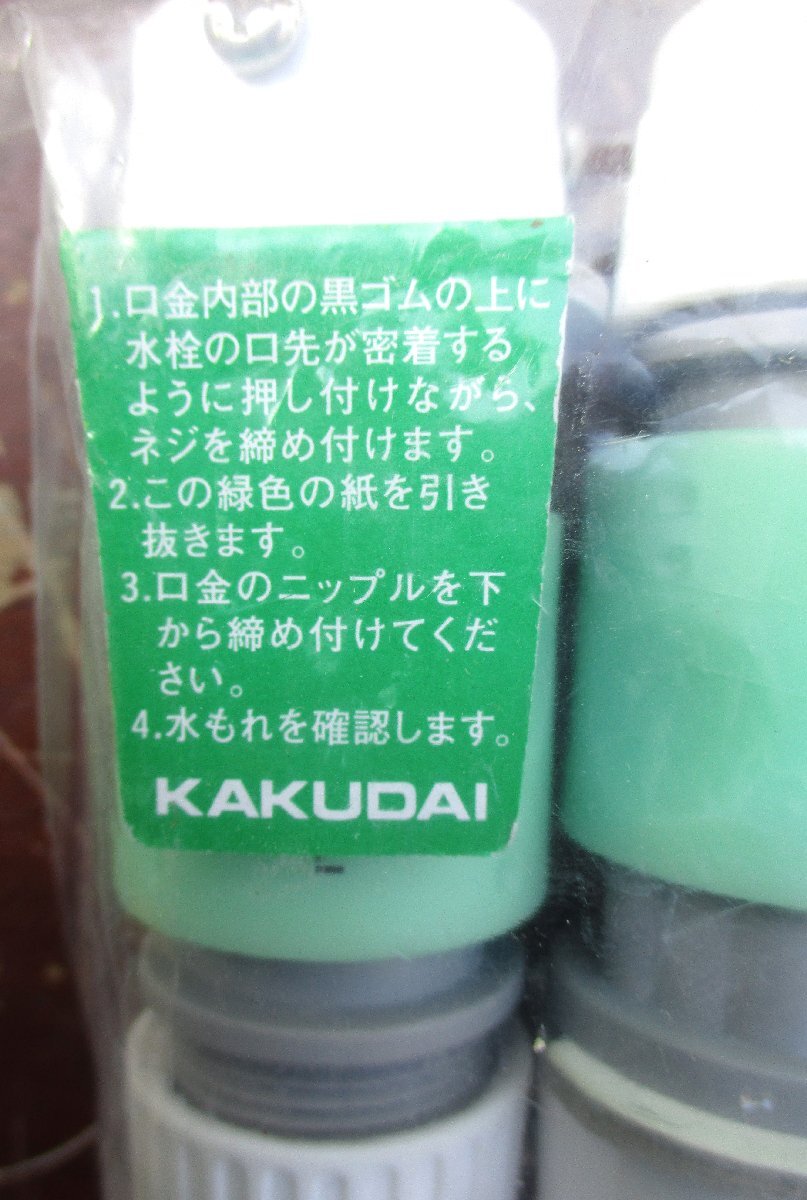 1.口金内部の黒ゴムの上に
水栓の口先が密着する
ように押し付けながら、
ネジを締め付けます。
2.この緑色の紙を引き
抜きます。
3.口金のニップルを下
から締め付けてくだ
さい。
4.水もれを確認します。
KAKUDAI